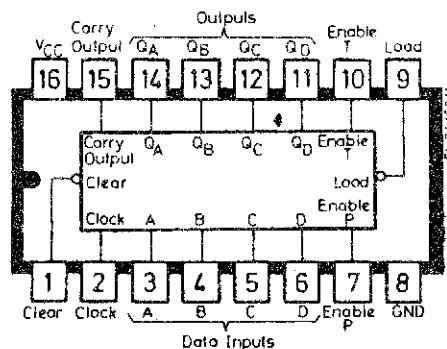 Outputs
VCC Carry Output QA QB QC QD Enable T Load
16 15 14 13 12 11 10 9
Carry Output QA QB QC QD Enable T
Clear Load
Enable
Clock A B C D P
1 2 3 4 5 6 7 8
Clear Clock A B C D Enable P GND
Data Inputs